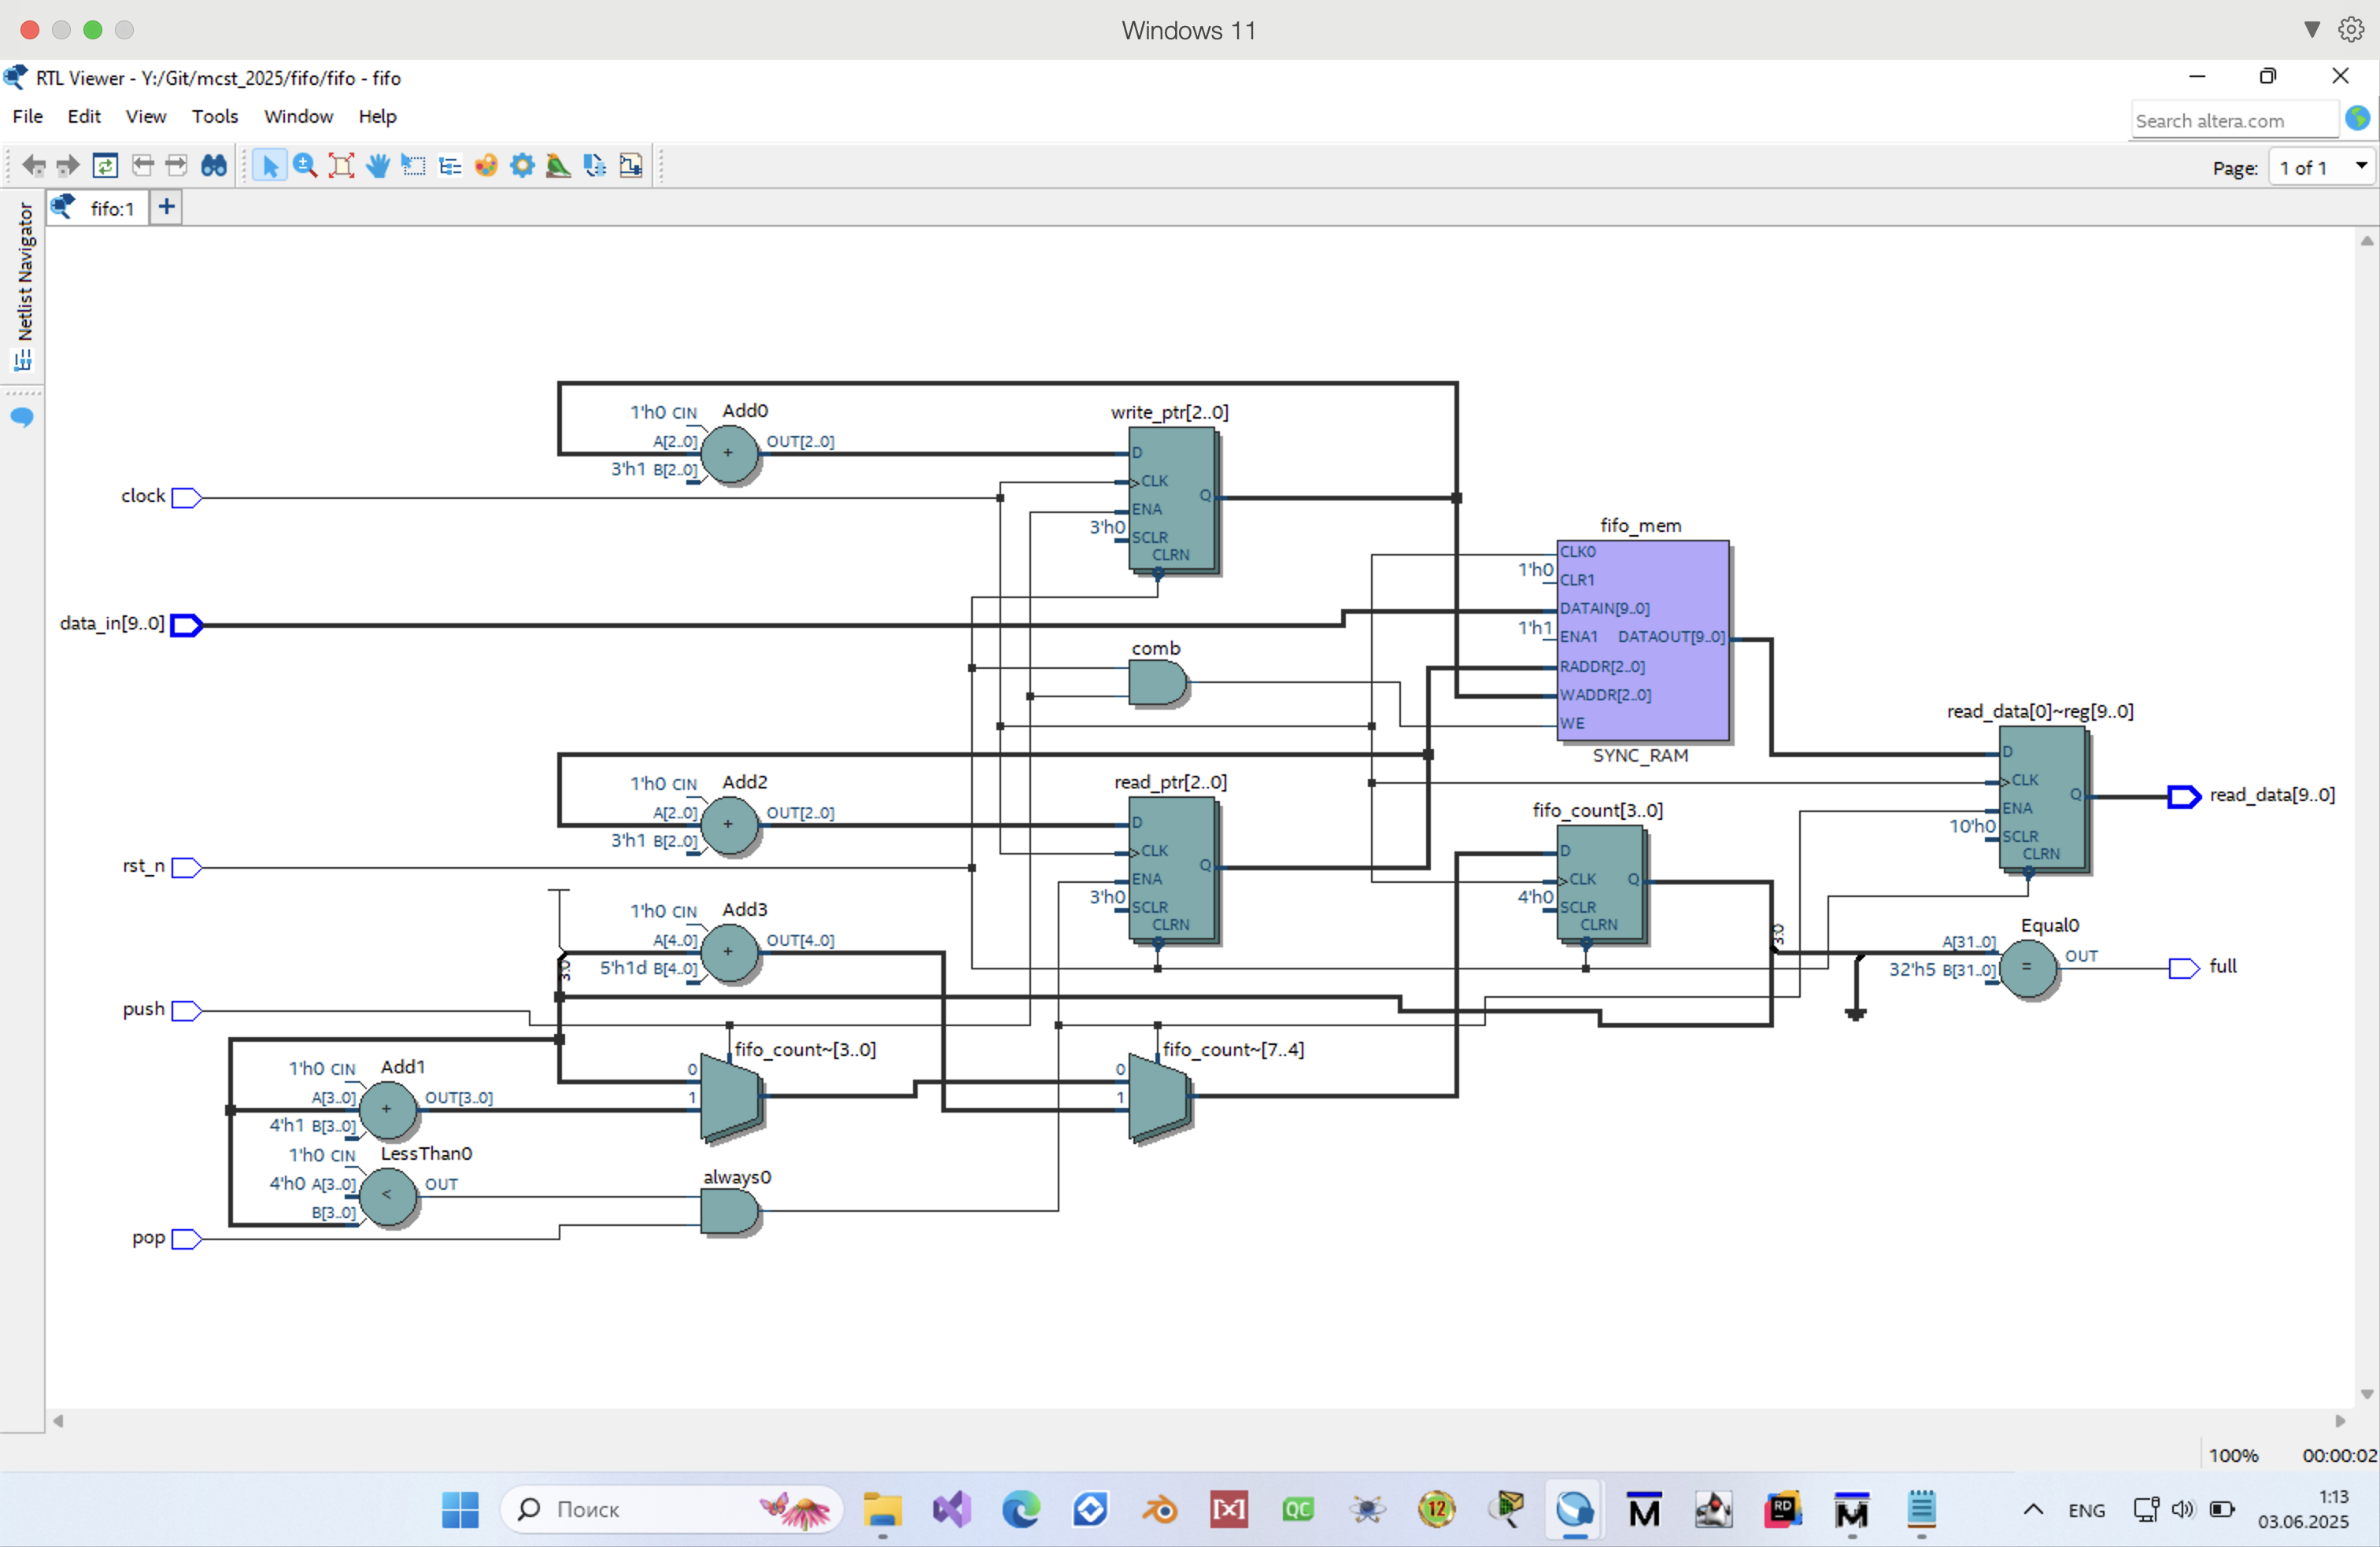 Windows 11
RTL Viewer - Y:/Git/mcst_2025/fifo/fifo - fifo
File Edit View Tools Window Help
Search altera.com
Page: 1 of 1
fifo:1
Netlist Navigator
1'h0 CIN
Add0
A[2..0]
OUT[2..0]
3'h1 B[2..0]
write_ptr[2..0]
D
CLK
ENA
Q
3'h0
SCLR
CLRN
clock
data_in[9..0]
fifo_mem
CLK0
1'h0
CLR1
DATAIN[9..0]
1'h1
ENA1 DATAOUT[9..0]
RADDR[2..0]
WADDR[2..0]
WE
SYNC_RAM
comb
1'h0 CIN
Add2
A[2..0]
OUT[2..0]
3'h1 B[2..0]
read_ptr[2..0]
D
CLK
Q
ENA
3'h0
SCLR
CLRN
read_data[0]~reg[9..0]
D
CLK
Q
ENA
10'h0
SCLR
CLRN
read_data[9..0]
fifo_count[3..0]
D
CLK
Q
4'h0
SCLR
CLRN
rst_n
1'h0 CIN
Add3
A[4..0]
OUT[4..0]
5'h1d B[4..0]
3:0
3:0
Equal0
A[31..0]
OUT
32'h5 B[31..0]
=
full
push
fifo_count~[3..0]
0
1
fifo_count~[7..4]
0
1
1'h0 CIN
Add1
A[3..0]
OUT[3..0]
4'h1 B[3..0]
1'h0 CIN
LessThan0
4'h0 A[3..0]
OUT
<
B[3..0]
always0
pop
+
+
+
+
100% 00:00:02
Поиск
QC
12
RD
ENG
1:13
03.06.2025